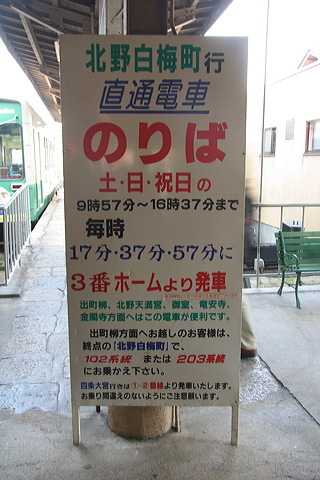 北野白梅町行
直通電車
のりば
土・日・祝日の
9時57分〜16時37分まで
毎時
17分・37分・57分に
3番ホームより発車
出町柳、北野天満宮、御室、竜安寺、
金閣寺方面へはこの電車が便利です。
出町柳方面へお越しのお客様は、
終点の「北野白梅町」で、
102系統 または 203系統
にお乗かえ下さい。
四条大宮行きは①-②番線より発車いたします。
お乗り間違えのないようにご注意願います。